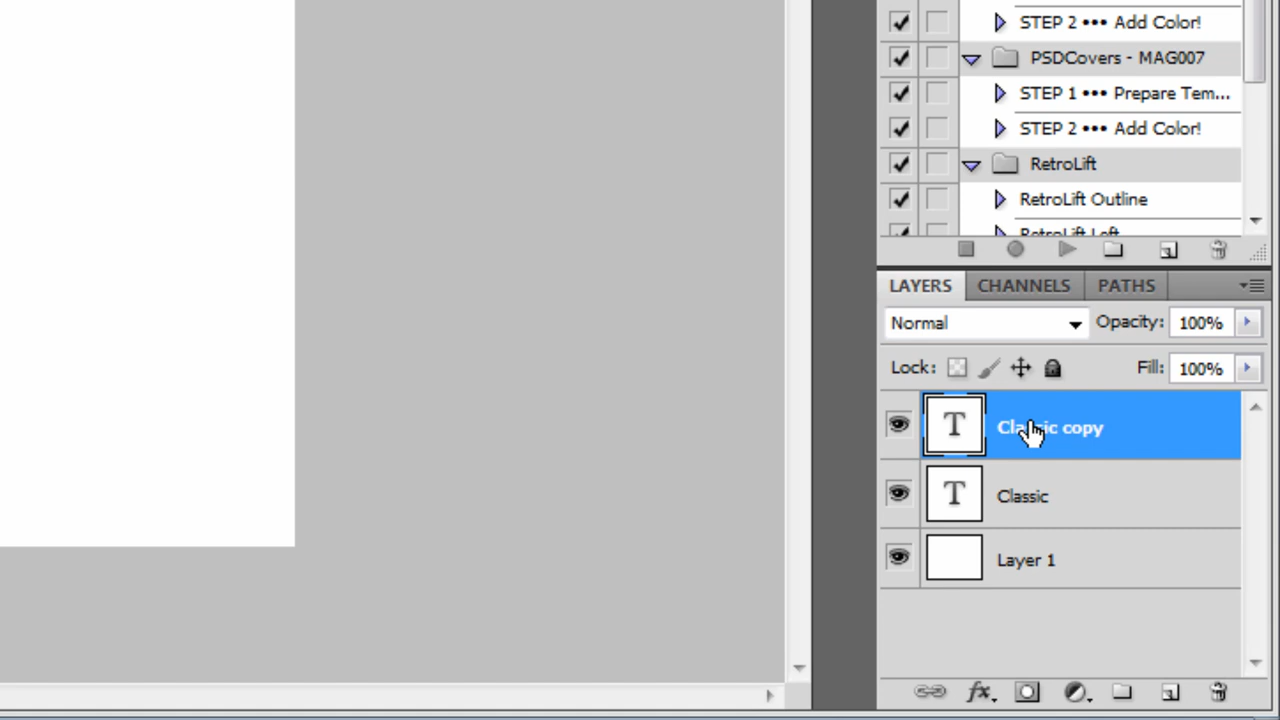 STEP 2 ••• Add Color!
PSDCovers - MAG007
STEP 1 ••• Prepare Tem...
STEP 2 ••• Add Color!
RetroLift
RetroLift Outline
RetroLift Left
LAYERS CHANNELS PATHS
Normal Opacity: 100%
Lock: Fill: 100%
T Classic copy
T Classic
Layer 1
fx